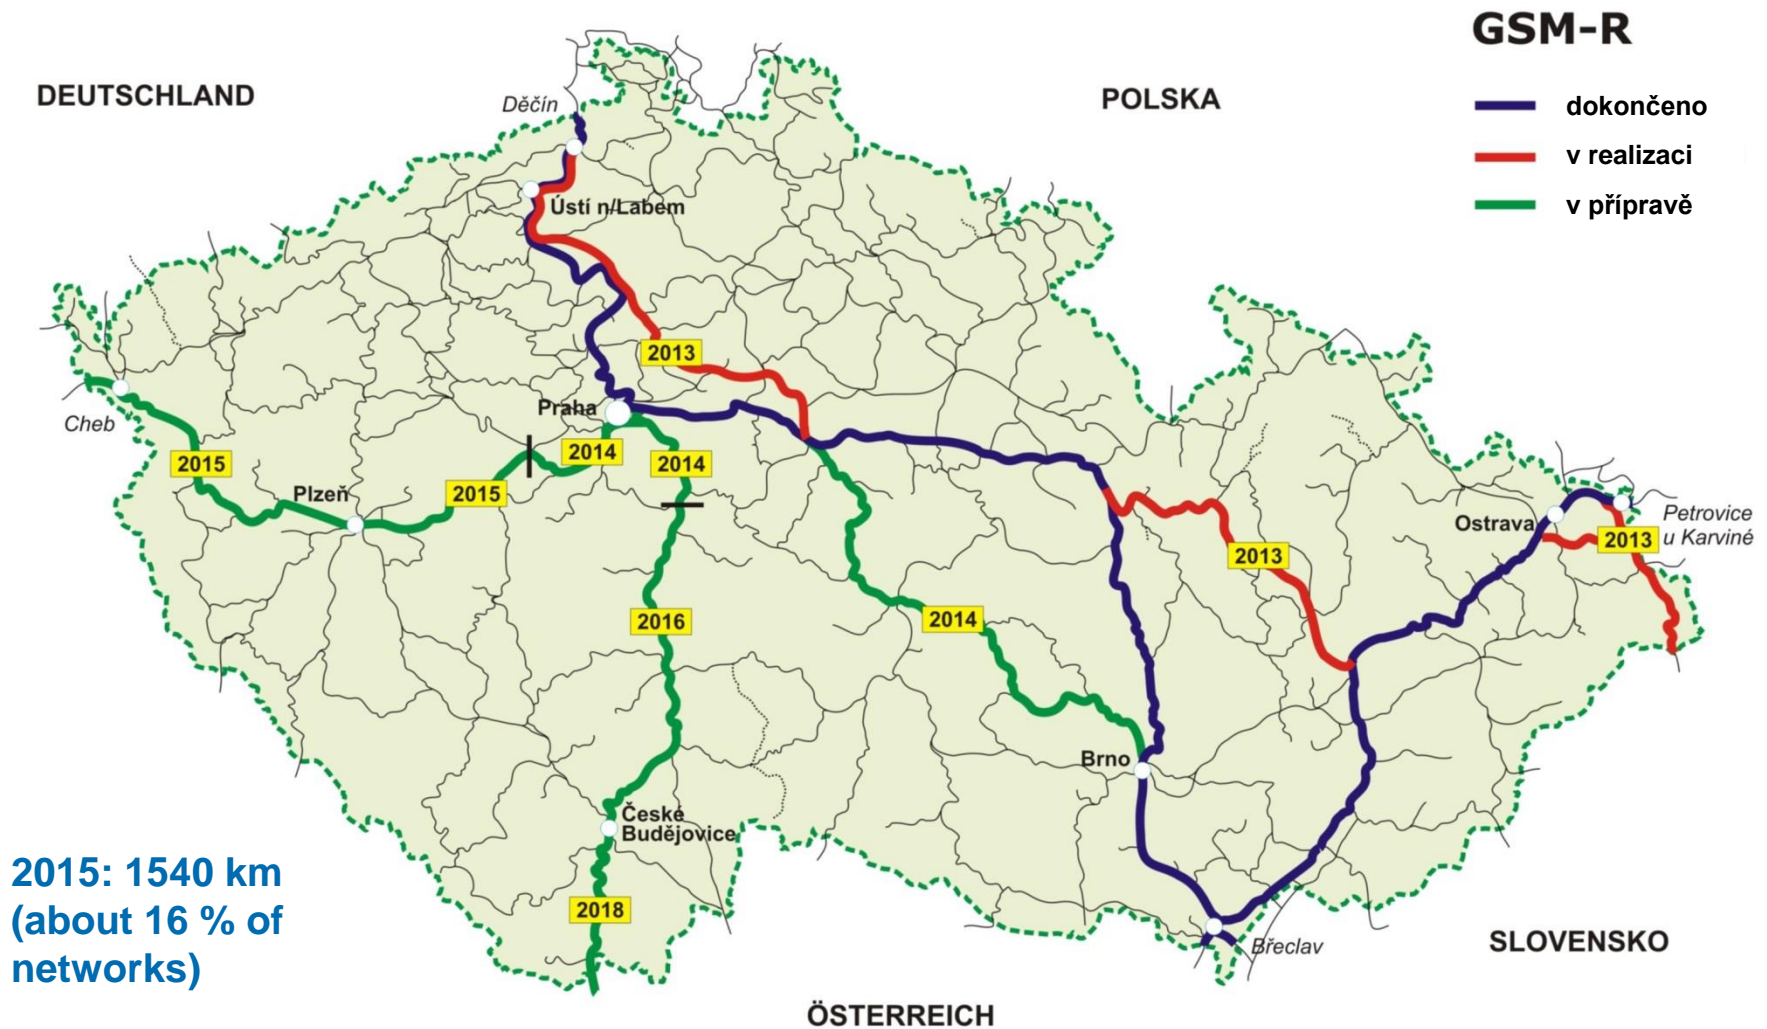 GSM-R
DEUTSCHLAND
POLSKA
dokončeno
v realizaci
v přípravě
Děčín
Ústí n/Labem
2013
Praha
Cheb
2014
2014
2015
2015
Plzeň
Ostrava
Petrovice
u Karviné
2013
2013
2016
2014
Brno
České
Budějovice
2018
Břeclav
2015: 1540 km
(about 16 % of
networks)
SLOVENSKO
ÖSTERREICH